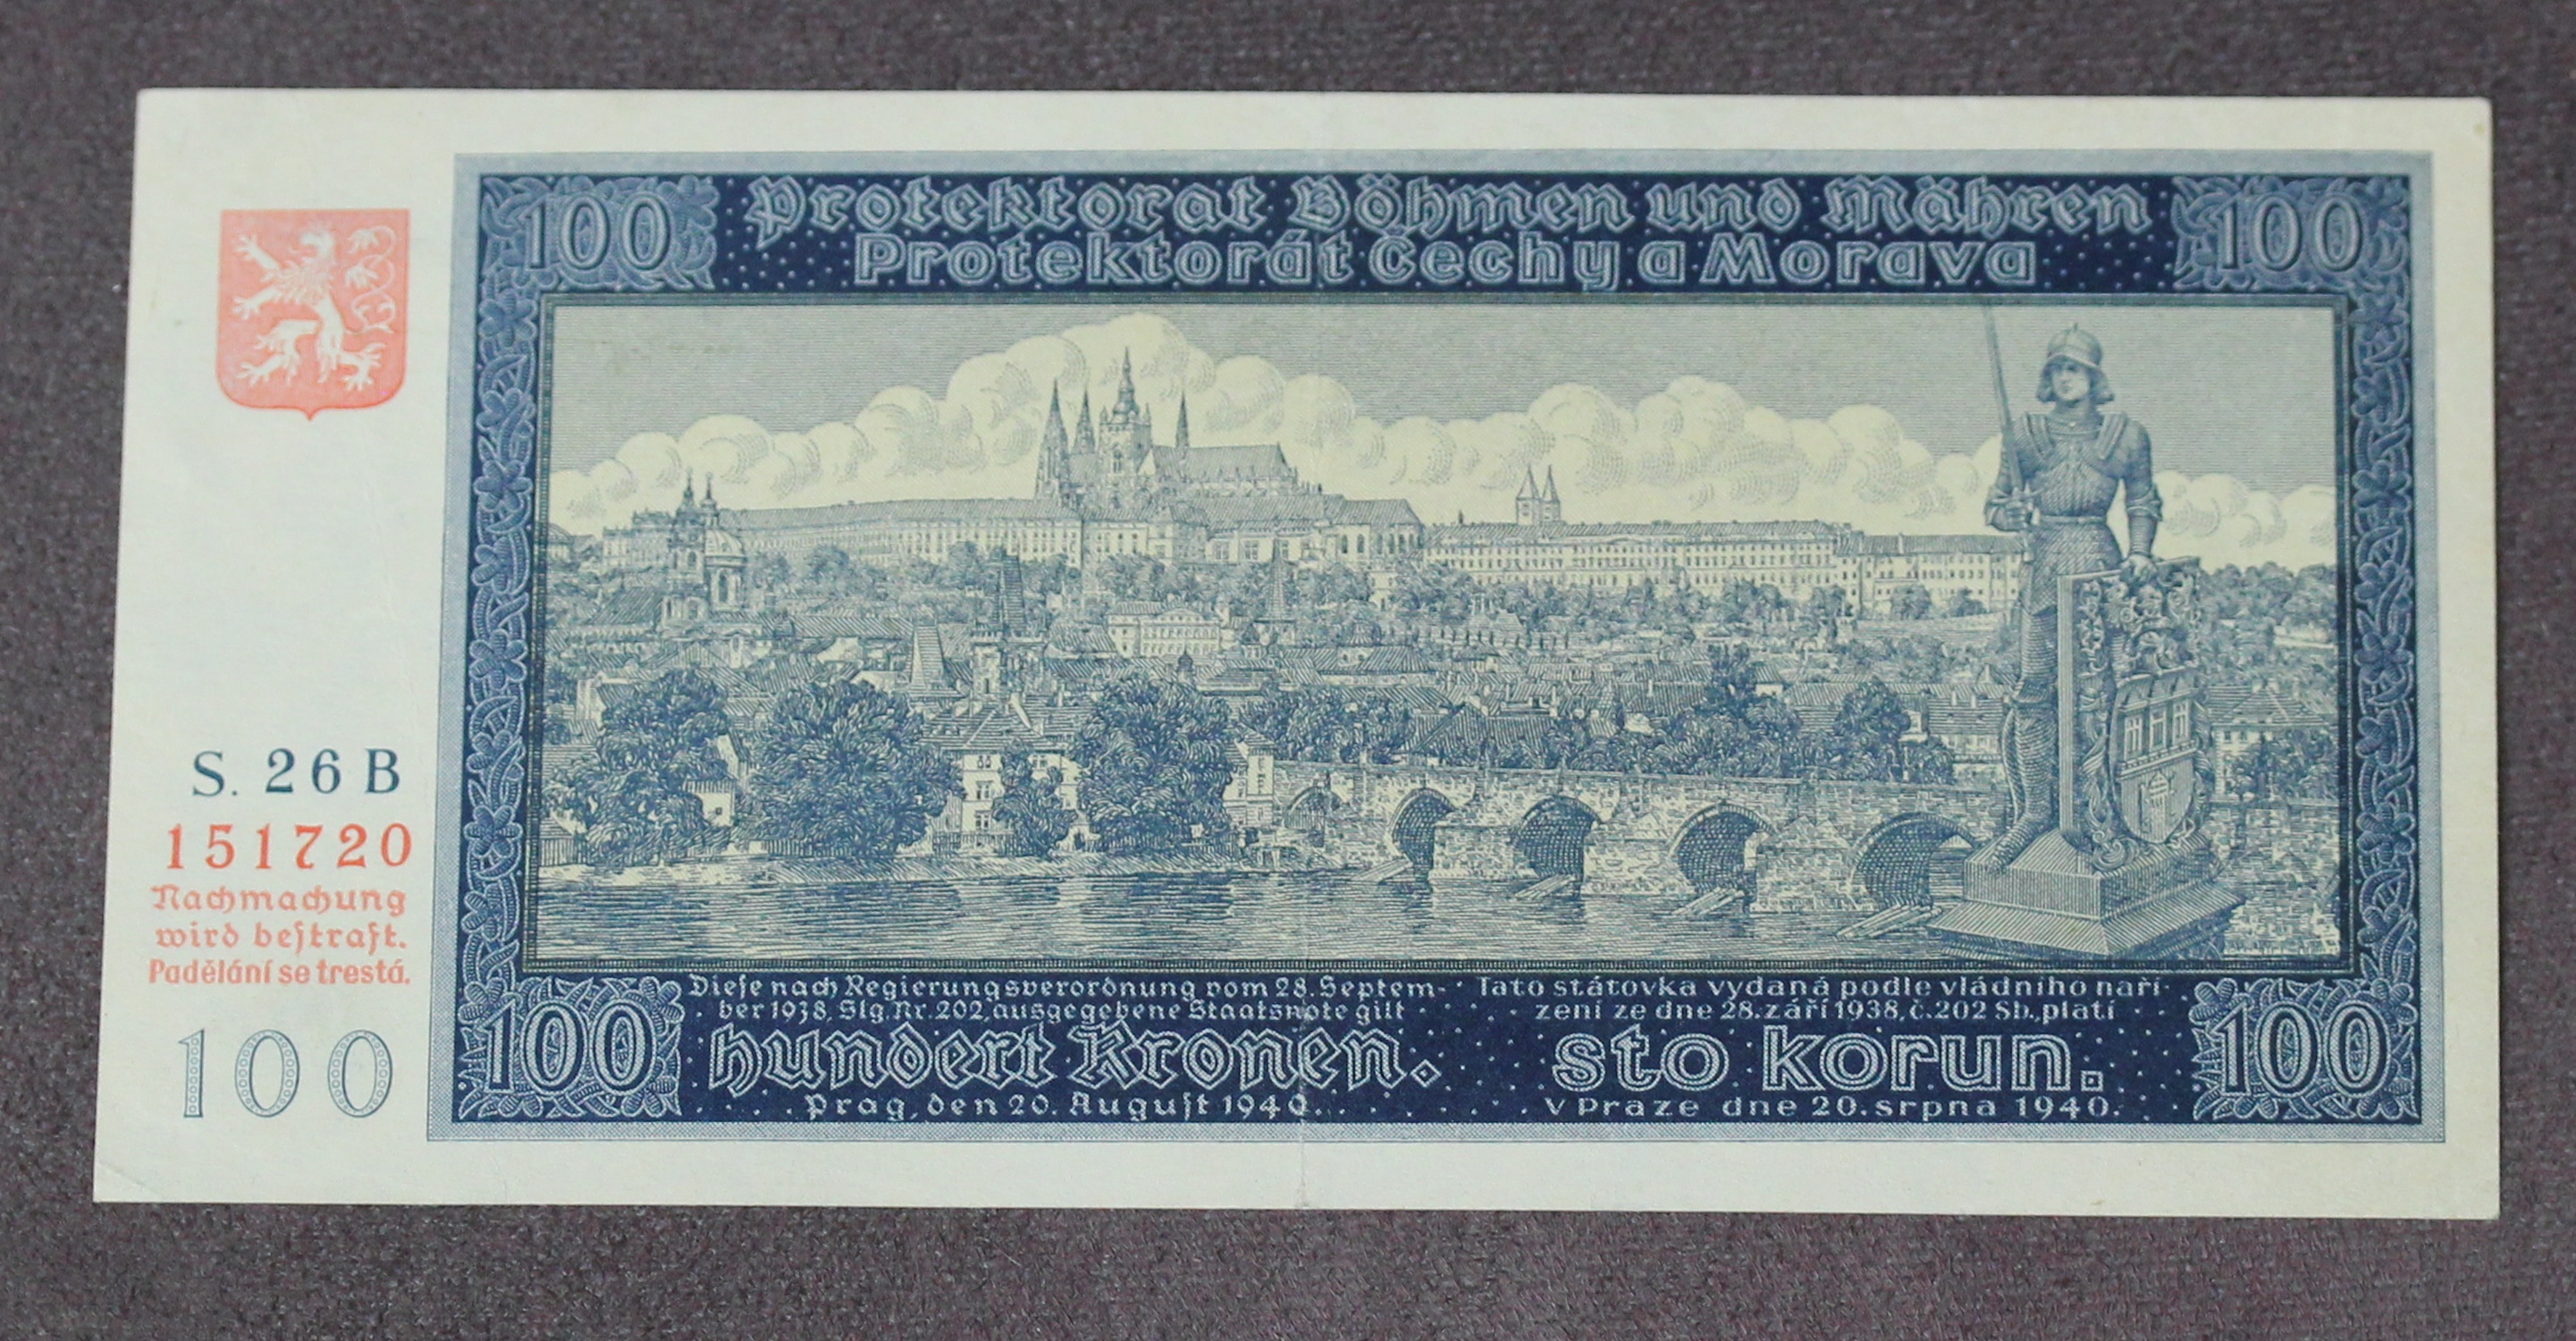 100 Protektorat Böhmen und Mähren 100
Protektorát Čechy a Morava
S. 26 B
151720
Nachmachung
wird bestraft.
Padělání se trestá.
100
Diese nach Regierungsverordnung vom 28. Septem-
ber 1938, Slg. Nr. 202, ausgegebene Staatsnote gilt
100 hundert Kronen.
Prag, den 20. August 1940.
Tato státovka vydaná podle vládního naří-
zení ze dne 28. září 1938, č. 202 Sb., platí
sto korun. 100
v Praze dne 20. srpna 1940.